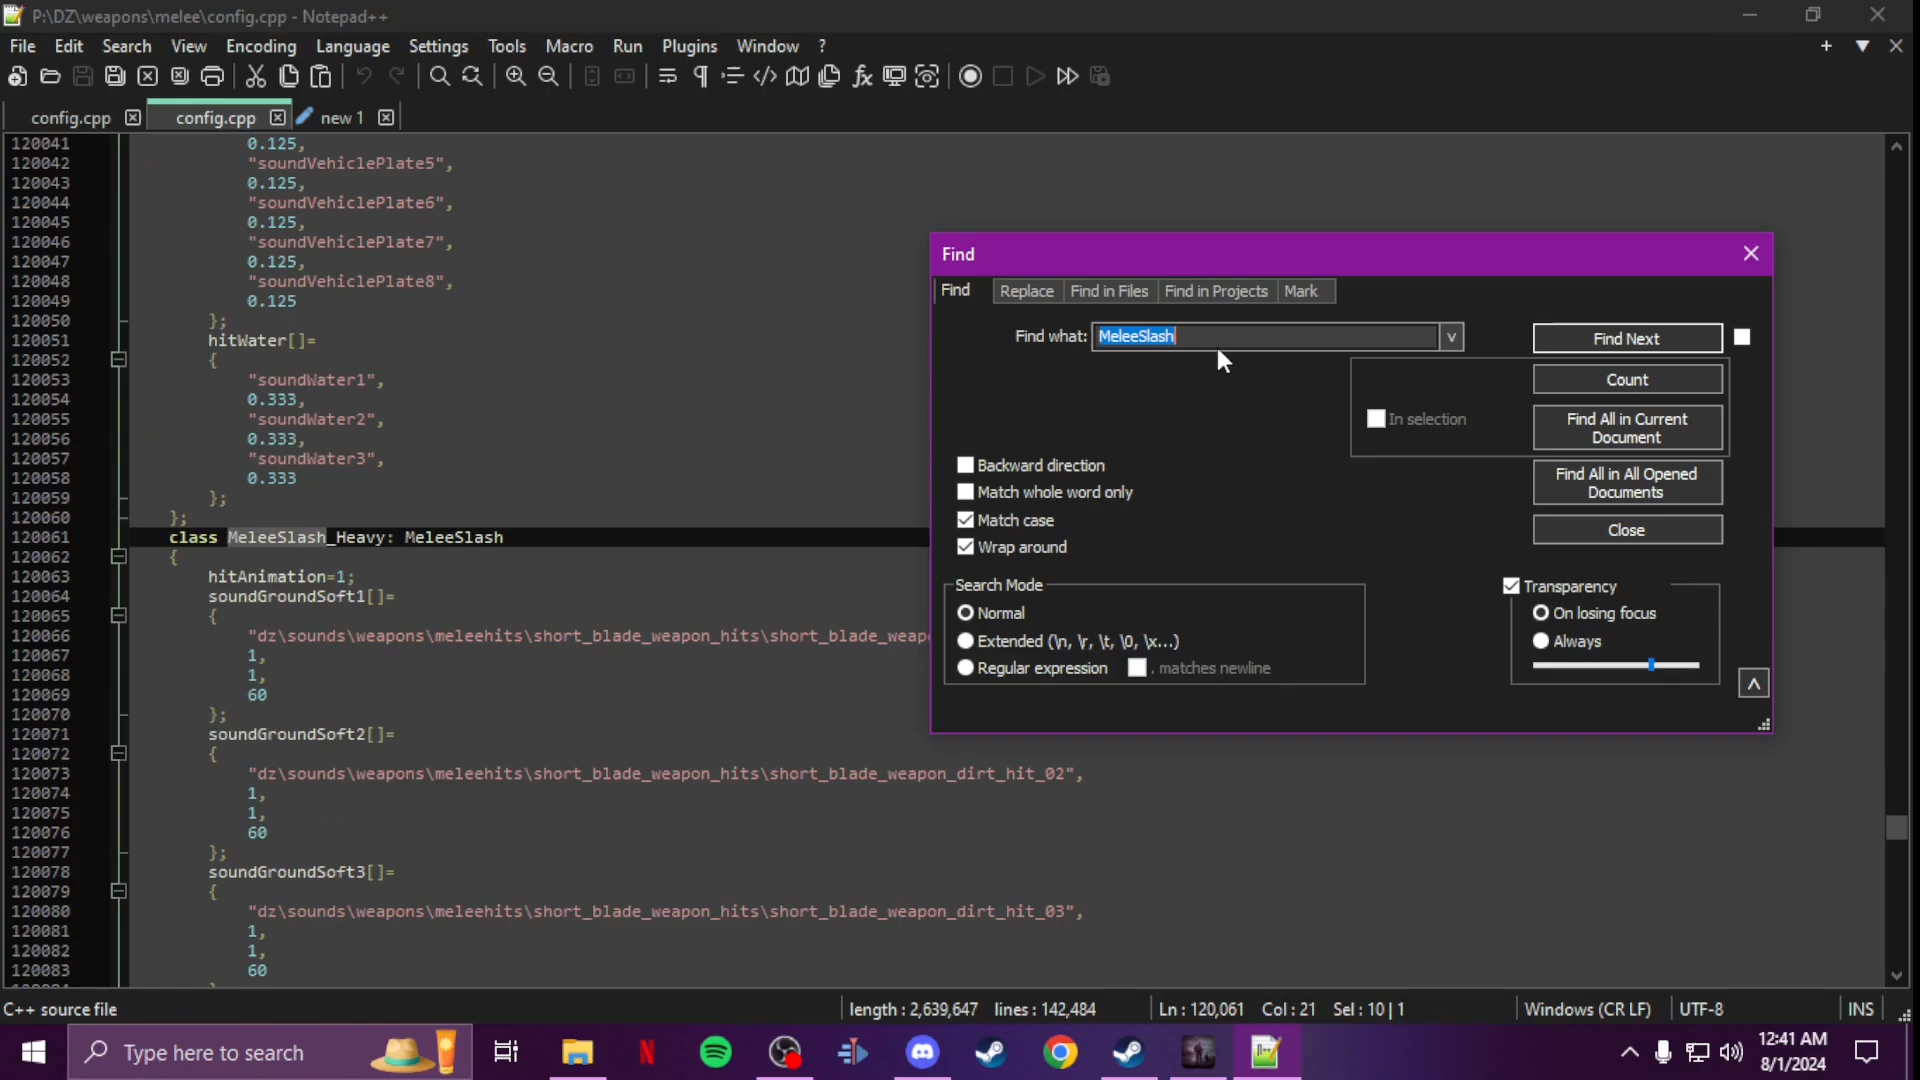 P:\DZ\weapons\melee\config.cpp - Notepad++
File Edit Search View Encoding Language Settings Tools Macro Run Plugins Window ?
config.cpp config.cpp new 1
120041 0.125,
120042 "soundVehiclePlate5",
120043 0.125,
120044 "soundVehiclePlate6",
120045 0.125,
120046 "soundVehiclePlate7",
120047 0.125,
120048 "soundVehiclePlate8",
120049 0.125
120050 };
120051 hitWater[]=
120052 {
120053 "soundWater1",
120054 0.333,
120055 "soundWater2",
120056 0.333,
120057 "soundWater3",
120058 0.333
120059 };
120060 };
120061 class MeleeSlash_Heavy: MeleeSlash
120062 {
120063 hitAnimation=1;
120064 soundGroundSoft1[]=
120065 {
120066 "dz\sounds\weapons\meleehits\short_blade_weapon_hits\short_blade_weap
120067 1,
120068 1,
120069 60
120070 };
120071 soundGroundSoft2[]=
120072 {
120073 "dz\sounds\weapons\meleehits\short_blade_weapon_hits\short_blade_weapon_dirt_hit_02",
120074 1,
120075 1,
120076 60
120077 };
120078 soundGroundSoft3[]=
120079 {
120080 "dz\sounds\weapons\meleehits\short_blade_weapon_hits\short_blade_weapon_dirt_hit_03",
120081 1,
120082 1,
120083 60
Find
Find Replace Find in Files Find in Projects Mark
Find what: MeleeSlash
Find Next
Count
In selection
Find All in Current
Document
Find All in All Opened
Documents
Close
Backward direction
Match whole word only
Match case
Wrap around
Search Mode
Normal
Extended (\n, \r, \t, \0, \x...)
Regular expression . matches newline
Transparency
On losing focus
Always
C++ source file length : 2,639,647 lines : 142,484 Ln : 120,061 Col : 21 Sel : 10 | 1 Windows (CR LF) UTF-8 INS
Type here to search
12:41 AM
8/1/2024